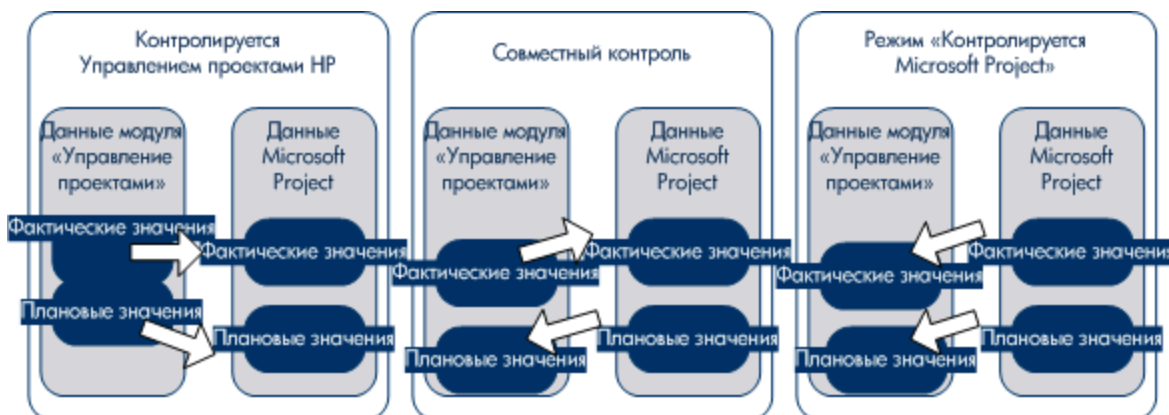 Контролируется
Управлением проектами HP
Данные модуля
«Управление
проектами»
Данные
Microsoft
Project
Фактические значения
Фактические значения
Плановые значения
Плановые значения
Совместный контроль
Данные модуля
«Управление
проектами»
Данные
Microsoft
Project
Фактические значения
Фактические значения
Плановые значения
Плановые значения
Режим «Контролируется
Microsoft Project»
Данные модуля
«Управление
проектами»
Данные
Microsoft
Project
Фактические значения
Фактические значения
Плановые значения
Плановые значения